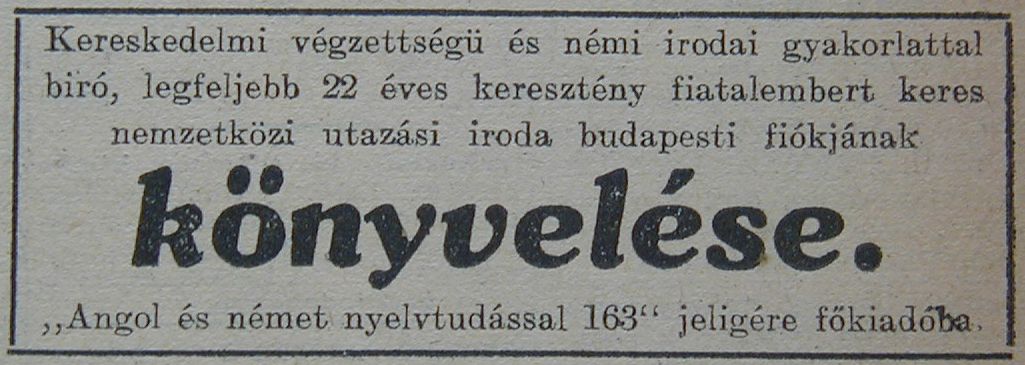 Kereskedelmi végzettségü és némi irodai gyakorlattal
biró, legfeljebb 22 éves keresztény fiatalembert keres
nemzetközi utazási iroda budapesti fiókjának
könyvelése.
,,Angol és német nyelvtudással 163“ jeligére főkiadóba.